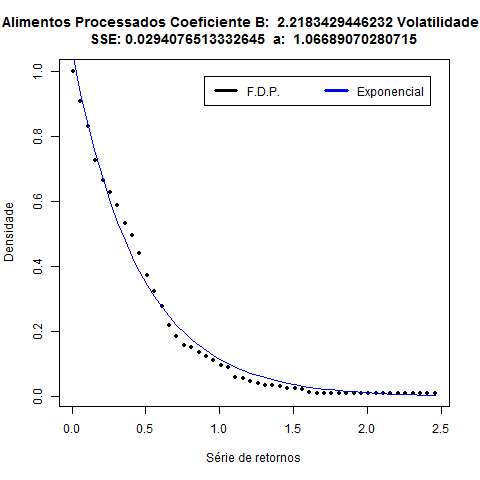 Alimentos Processados Coeficiente B:  2.2183429446232 Volatilidade
SSE: 0.0294076513332645  a:  1.06689070280715
F.D.P.
Exponencial
Densidade
1.0
0.8
0.6
0.4
0.2
0.0
0.0 0.5 1.0 1.5 2.0 2.5
Série de retornos